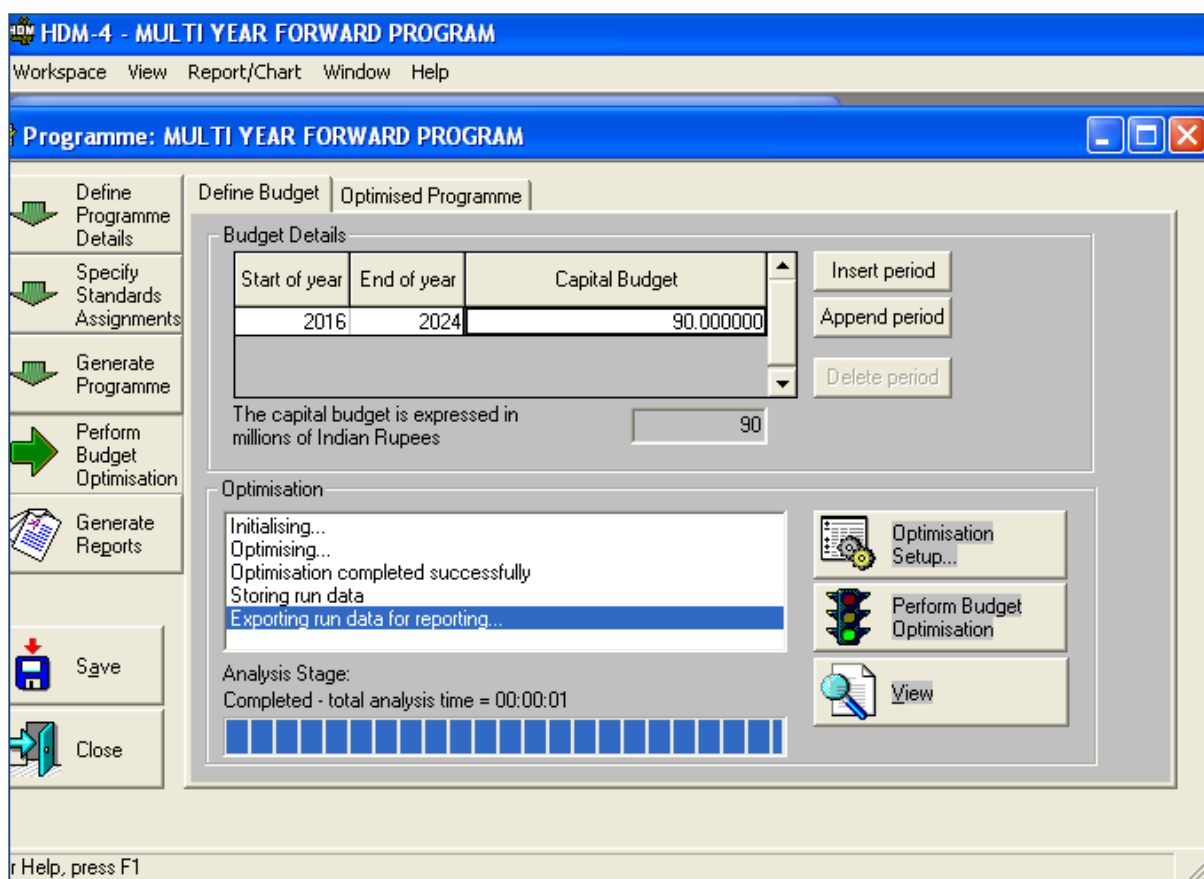 HDM HDM-4 - MULTI YEAR FORWARD PROGRAM
Workspace View Report/Chart Window Help
Programme: MULTI YEAR FORWARD PROGRAM
Define
Programme
Details
Specify
Standards
Assignments
Generate
Programme
Perform
Budget
Optimisation
Generate
Reports
Save
Close
Define Budget Optimised Programme
Budget Details
Start of year End of year Capital Budget
2016 2024 90.000000
The capital budget is expressed in
millions of Indian Rupees
90
Insert period
Append period
Delete period
Optimisation
Initialising...
Optimising...
Optimisation completed successfully
Storing run data
Exporting run data for reporting...
Analysis Stage:
Completed - total analysis time = 00:00:01
Optimisation
Setup...
Perform Budget
Optimisation
View
r Help, press F1